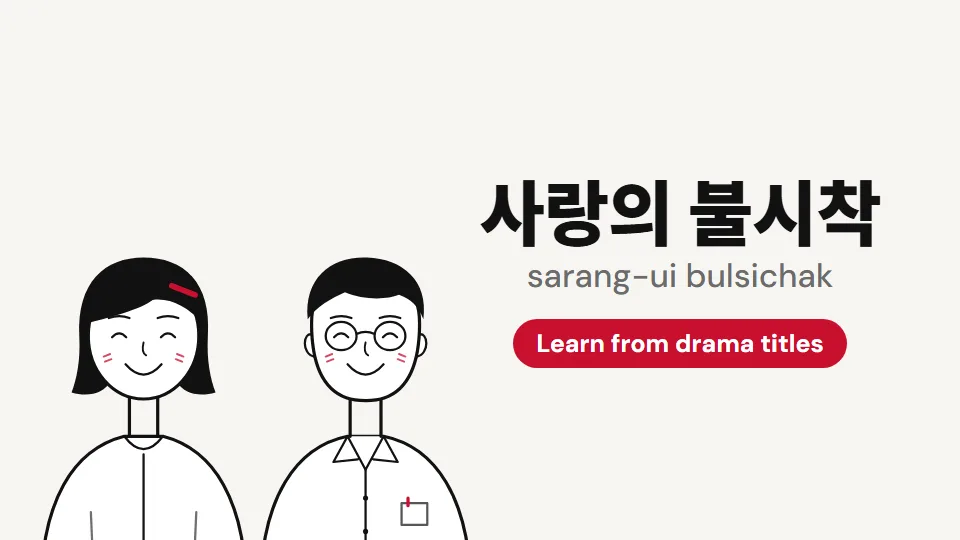 사랑의 불시착
sarang-ui bulsichak
Learn from drama titles